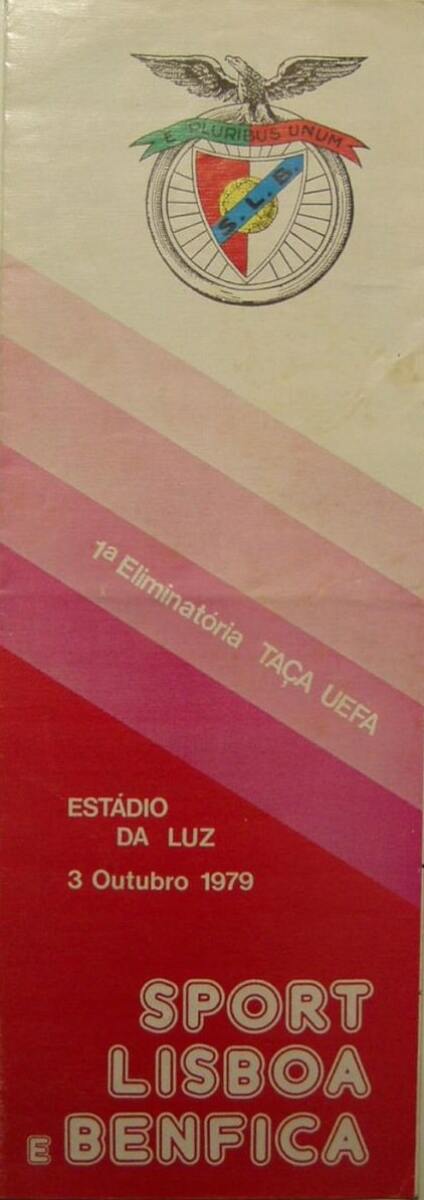 E PLURIBUS UNUM
S.L.B.
1ª Eliminatória TAÇA UEFA
ESTÁDIO
DA LUZ
3 Outubro 1979
SPORT
LISBOA
E BENFICA